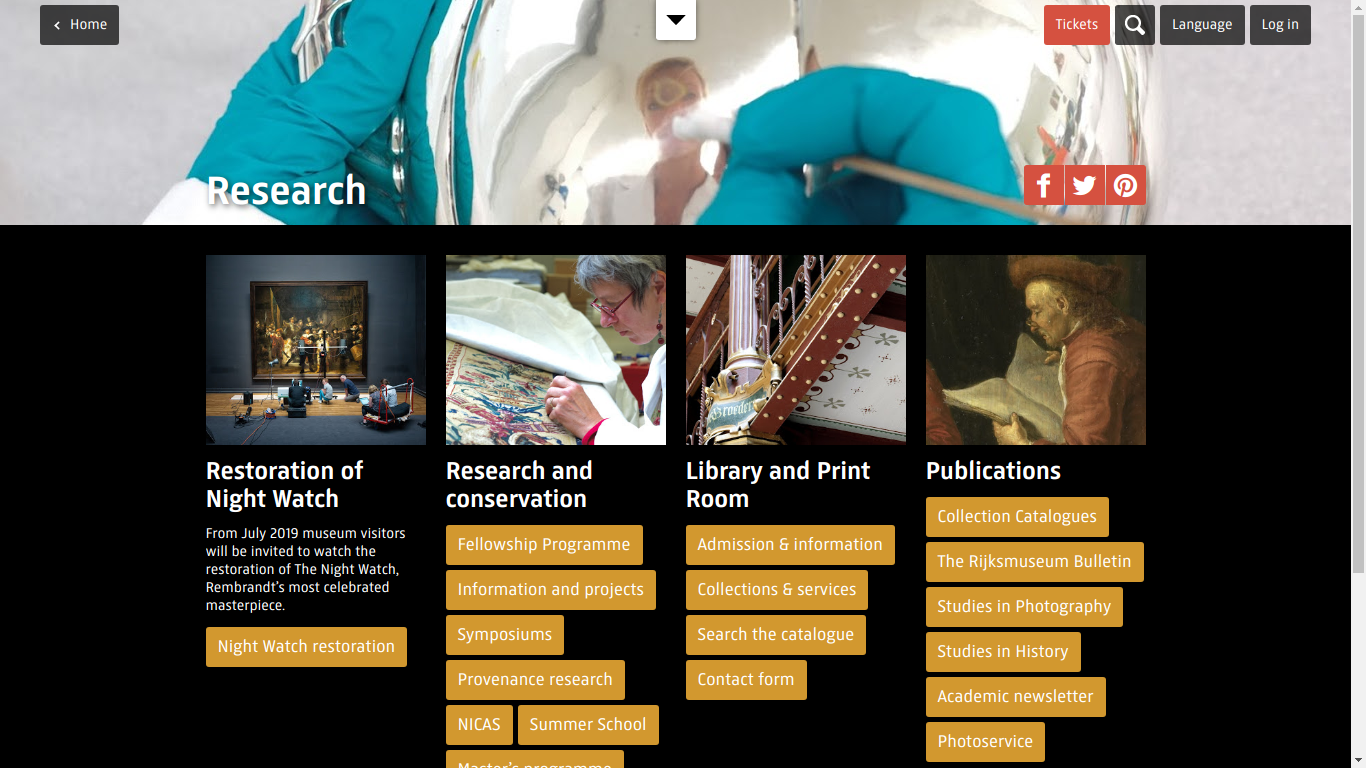 Home
Tickets
Language
Log in
Research
Restoration of
Night Watch
From July 2019 museum visitors
will be invited to watch the
restoration of The Night Watch,
Rembrandt's most celebrated
masterpiece.
Night Watch restoration
Research and
conservation
Fellowship Programme
Information and projects
Symposiums
Provenance research
NICAS
Summer School
Master's programme
Groeders
Library and Print
Room
Admission & information
Collections & services
Search the catalogue
Contact form
Publications
Collection Catalogues
The Rijksmuseum Bulletin
Studies in Photography
Studies in History
Academic newsletter
Photoservice